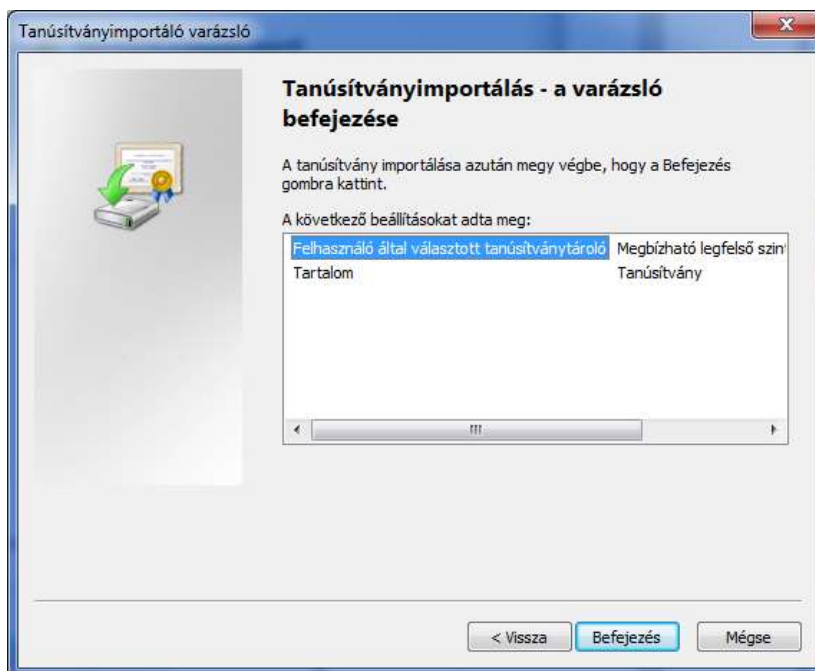 Tanúsítványimportáló varázsló
Tanúsítványimportálás - a varázsló
befejezése
A tanúsítvány importálása azután megy végbe, hogy a Befejezés
gombra kattint.
A következő beállításokat adta meg:
Felhasználó által választott tanúsítványtároló Megbízható legfelső szin
Tartalom Tanúsítvány
< Vissza Befejezés Mégse